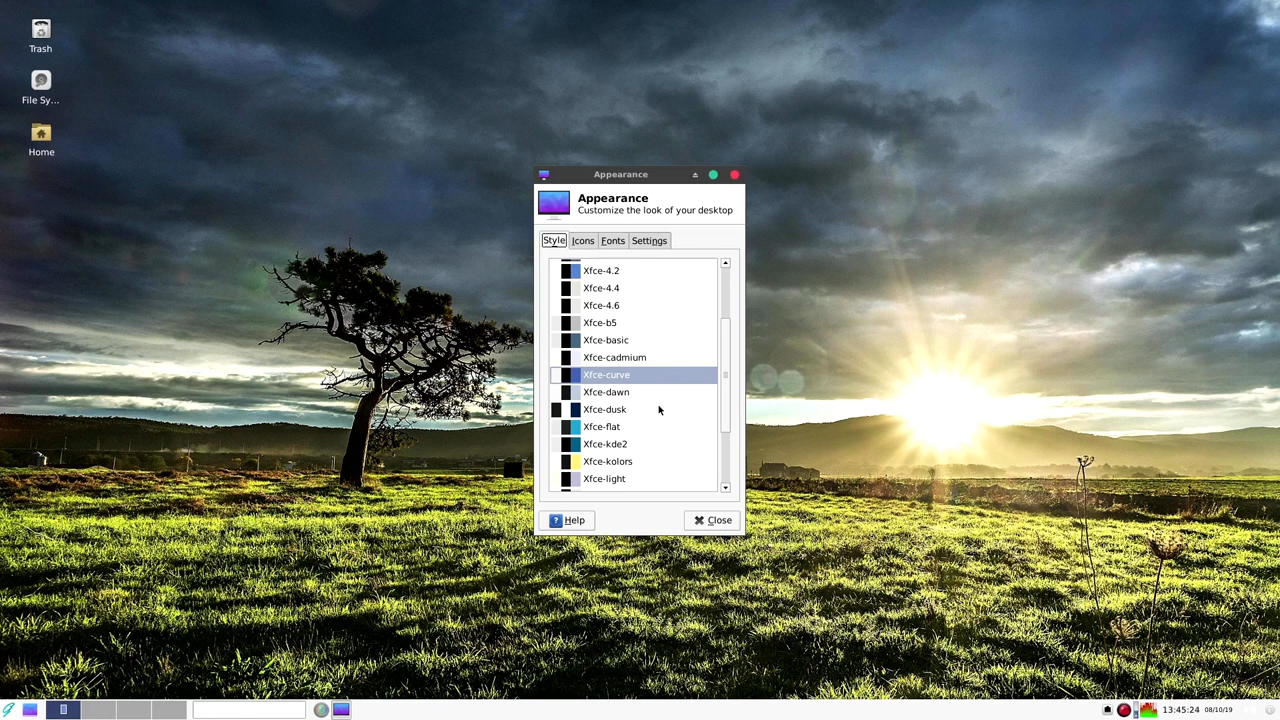 Trash
File Sy...
Home
Appearance
Appearance
Customize the look of your desktop
Style Icons Fonts Settings
Xfce-4.2
Xfce-4.4
Xfce-4.6
Xfce-b5
Xfce-basic
Xfce-cadmium
Xfce-curve
Xfce-dawn
Xfce-dusk
Xfce-flat
Xfce-kde2
Xfce-kolors
Xfce-light
? Help
Close
13:45:24 08/10/19